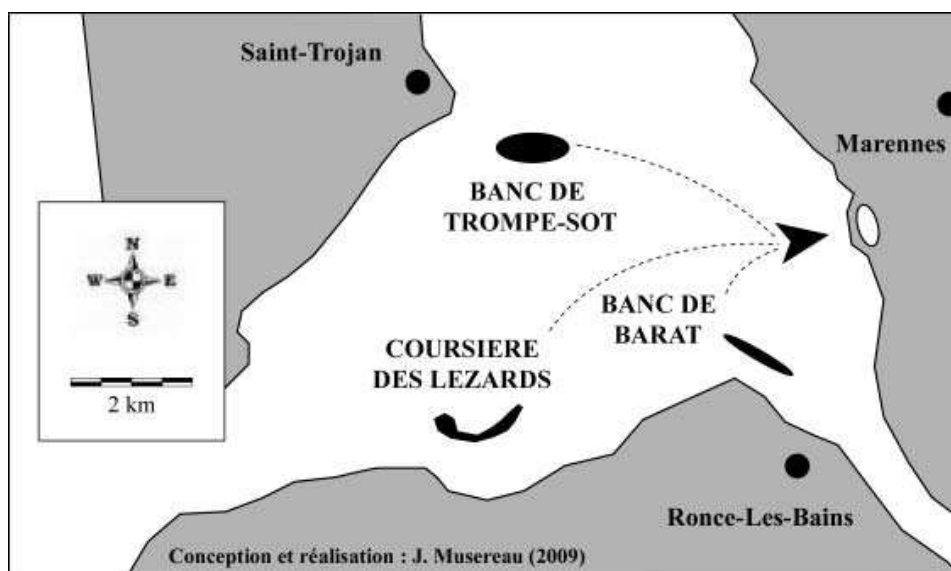 Saint-Trojan
Marennes
BANC DE
TROMPE-SOT
N
W E
S
BANC DE
BARAT
COURSIERE
DES LEZARDS
2 km
Ronce-Les-Bains
Conception et réalisation : J. Musereau (2009)